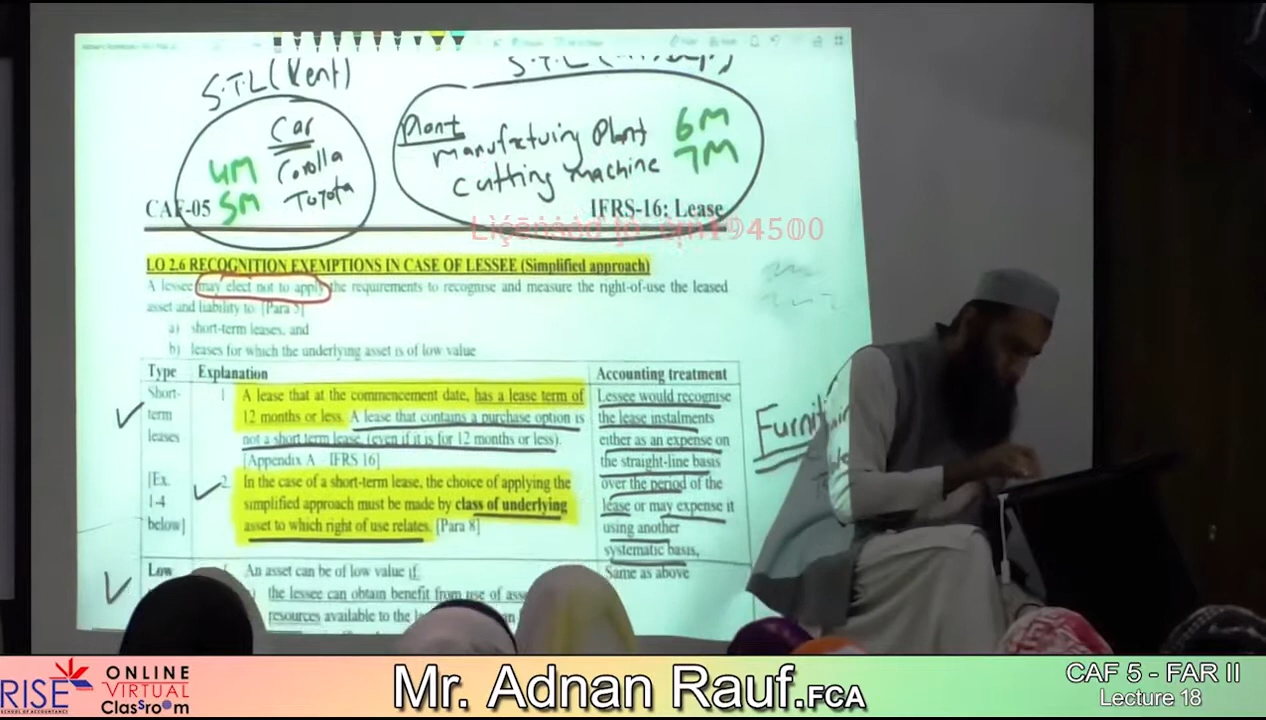 S.T.L (Rent)
Car
4M Corolla
5M Toyota
Plant
manufacturing Plant 6M
cutting machine 7M
CAF-05
IFRS-16: Lease
LO 2.6 RECOGNITION EXEMPTIONS IN CASE OF LESSEE (Simplified approach)
A lessee may elect not to apply the requirements to recognise and measure the right-of-use the leased
asset and liability to [Para 5]
a) short-term leases, and
b) leases for which the underlying asset is of low value
Type Explanation Accounting treatment
Short-
term
leases
[Ex.
1-4
below]
1 A lease that at the commencement date, has a lease term of
12 months or less. A lease that contains a purchase option is
not a short term lease (even if it is for 12 months or less).
[Appendix A IFRS 16]
2. In the case of a short-term lease, the choice of applying the
simplified approach must be made by class of underlying
asset to which right of use relates. [Para 8]
Lessee would recognise
the lease instalments
either as an expense on
the straight-line basis
over the period of the
lease or may expense it
using another
systematic basis,
Low An asset can be of low value if Same as above
the lessee can obtain benefit from use of
resources available to the
RISE
SCHOOL OF ACCOUNTANCY
ONLINE
VIRTUAL
Classroom
Mr. Adnan Rauf.FCA
CAF 5 - FAR II
Lecture 18